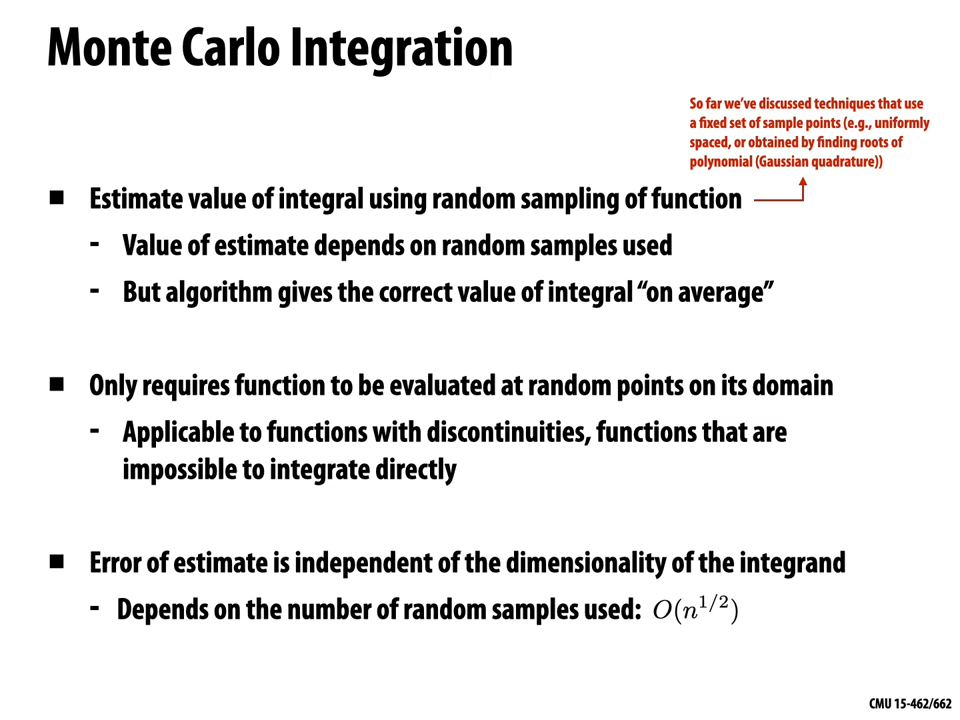 Monte Carlo Integration
So far we've discussed techniques that use
a fixed set of sample points (e.g., uniformly
spaced, or obtained by finding roots of
polynomial (Gaussian quadrature))
■ Estimate value of integral using random sampling of function
- Value of estimate depends on random samples used
- But algorithm gives the correct value of integral “on average”
■ Only requires function to be evaluated at random points on its domain
- Applicable to functions with discontinuities, functions that are
impossible to integrate directly
■ Error of estimate is independent of the dimensionality of the integrand
- Depends on the number of random samples used: O(n^{1/2})
CMU 15-462/662